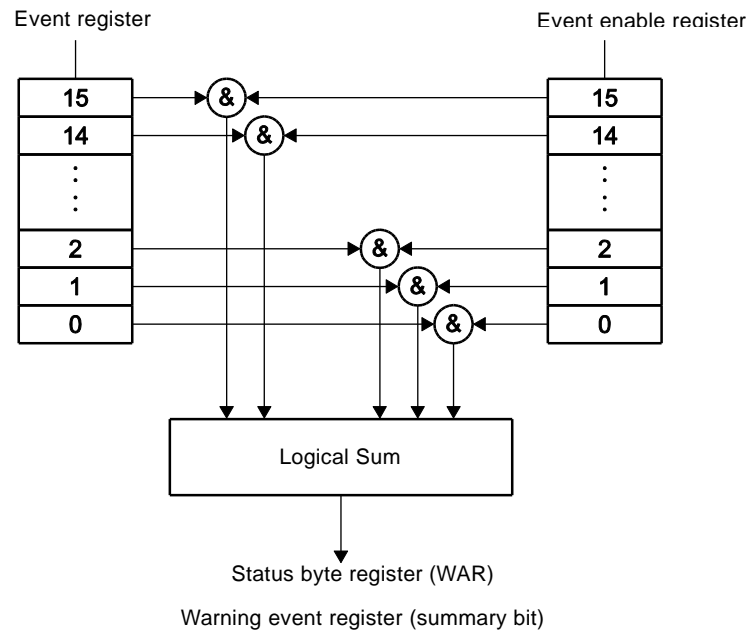 Event register
Event enable register
15 & 15
14 & 14
⋮ ⋮
2 & 2
1 & 1
0 & 0
Logical Sum
Status byte register (WAR)
Warning event register (summary bit)